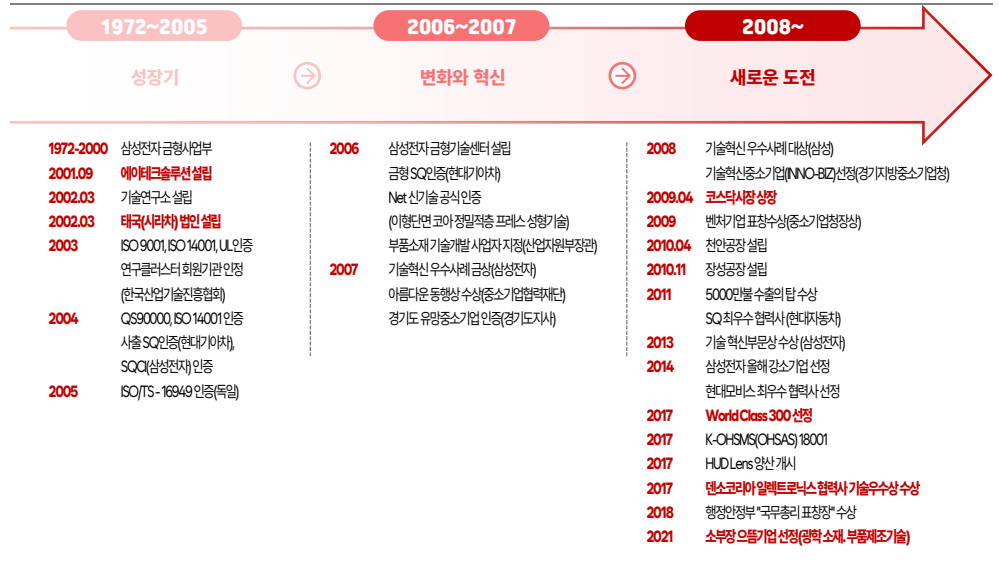 1972~2005
2006~2007
2008~
성장기
변화와 혁신
새로운 도전
1972-2000 삼성전자 금형사업부
2001.09 에이테크솔루션 설립
2002.03 기술연구소 설립
2002.03 태국(시라차) 법인 설립
2003 ISO 9001, ISO 14001, UL인증
연구클러스터 회원기관 인정
(한국산업기술진흥협회)
2004 QS90000, ISO 14001 인증
사출 SQ인증(현대기아차),
SQCI(삼성전자) 인증
2005 ISO/TS - 16949 인증(독일)
2006 삼성전자 금형기술센터 설립
금형 SQ인증(현대기아차)
Net 신기술 공식 인증
(이형단면 코아 정밀적층 프레스 성형기술)
부품소재 기술개발 사업자 지정(산업자원부장관)
2007 기술혁신 우수사례 금상(삼성전자)
아름다운 동행상 수상(중소기업협력재단)
경기도 유망중소기업 인증(경기도지사)
2008 기술혁신 우수사례 대상(삼성)
기술혁신중소기업(INNO-BIZ)선정(경기지방중소기업청)
2009.04 코스닥시장 상장
2009 벤처기업 표창수상(중소기업청장상)
2010.04 천안공장 설립
2010.11 장성공장 설립
2011 5000만불 수출의 탑 수상
SQ 최우수 협력사 (현대자동차)
2013 기술 혁신부문상 수상 (삼성전자)
2014 삼성전자 올해 강소기업 선정
현대모비스 최우수 협력사 선정
2017 World Class 300 선정
2017 K-OHSMS(OHSAS) 18001
2017 HUD Lens 양산 개시
2017 덴소코리아 일렉트로닉스 협력사 기술우수상 수상
2018 행정안정부 "국무총리 표창장" 수상
2021 소부장 으뜸기업 선정(광학 소재. 부품제조기술)